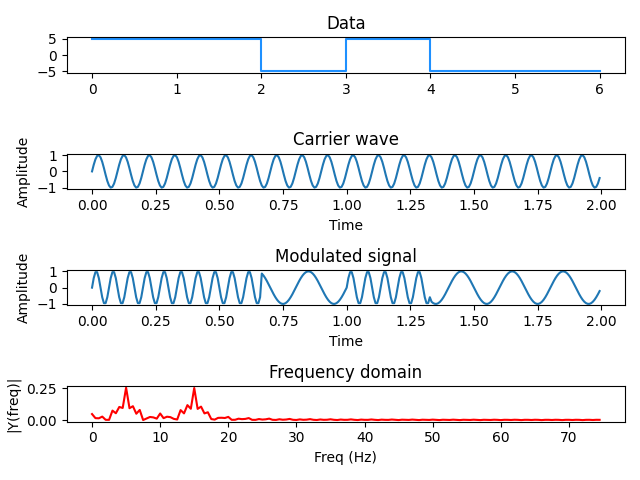 Data
5
0
−5
0 1 2 3 4 5 6
Carrier wave
Amplitude
1
0
−1
0.00 0.25 0.50 0.75 1.00 1.25 1.50 1.75 2.00
Time
Modulated signal
Amplitude
1
0
−1
0.00 0.25 0.50 0.75 1.00 1.25 1.50 1.75 2.00
Time
Frequency domain
|Y(freq)|
0.25
0.00
0 10 20 30 40 50 60 70
Freq (Hz)